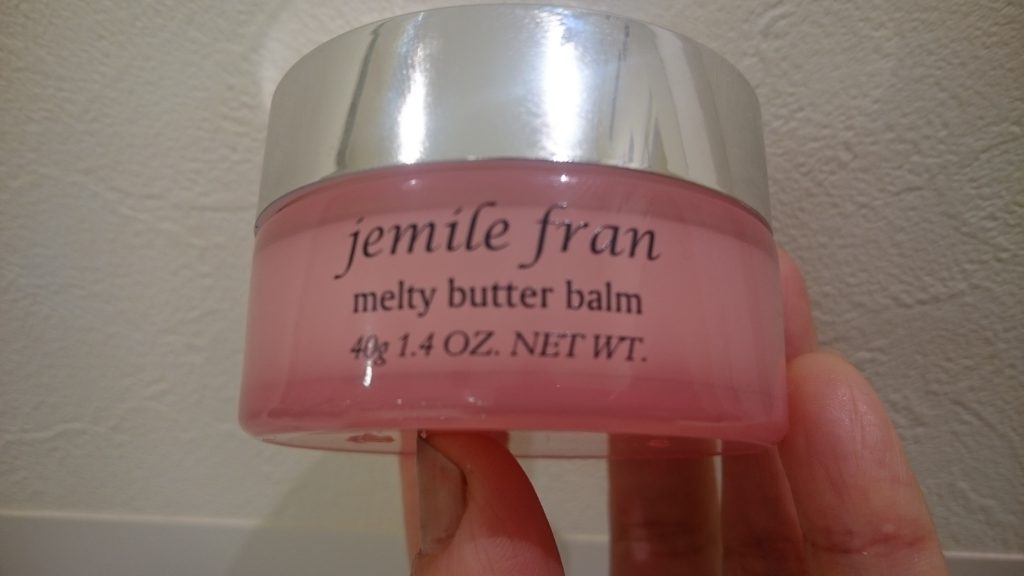 jemile fran
melty butter balm
40g 1.4 OZ. NET WT.